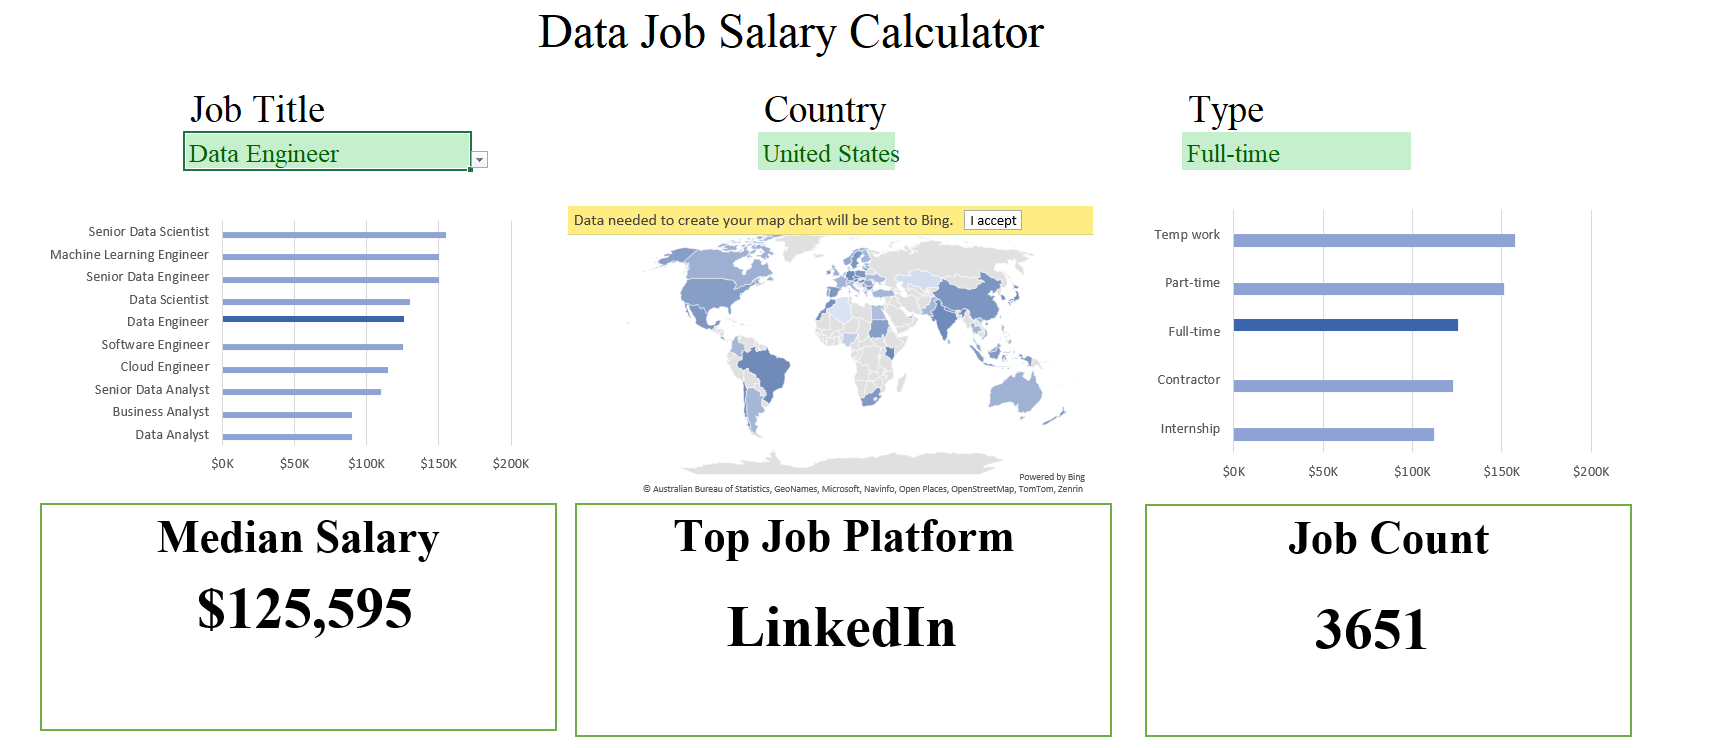 Data Job Salary Calculator
Job Title
Data Engineer
Country
United States
Type
Full-time
Senior Data Scientist
Machine Learning Engineer
Senior Data Engineer
Data Scientist
Data Engineer
Software Engineer
Cloud Engineer
Senior Data Analyst
Business Analyst
Data Analyst
$0K $50K $100K $150K $200K
Data needed to create your map chart will be sent to Bing. I accept
Powered by Bing
© Australian Bureau of Statistics, GeoNames, Microsoft, Navinfo, Open Places, OpenStreetMap, TomTom, Zenrin
Temp work
Part-time
Full-time
Contractor
Internship
$0K $50K $100K $150K $200K
Median Salary
$125,595
Top Job Platform
LinkedIn
Job Count
3651